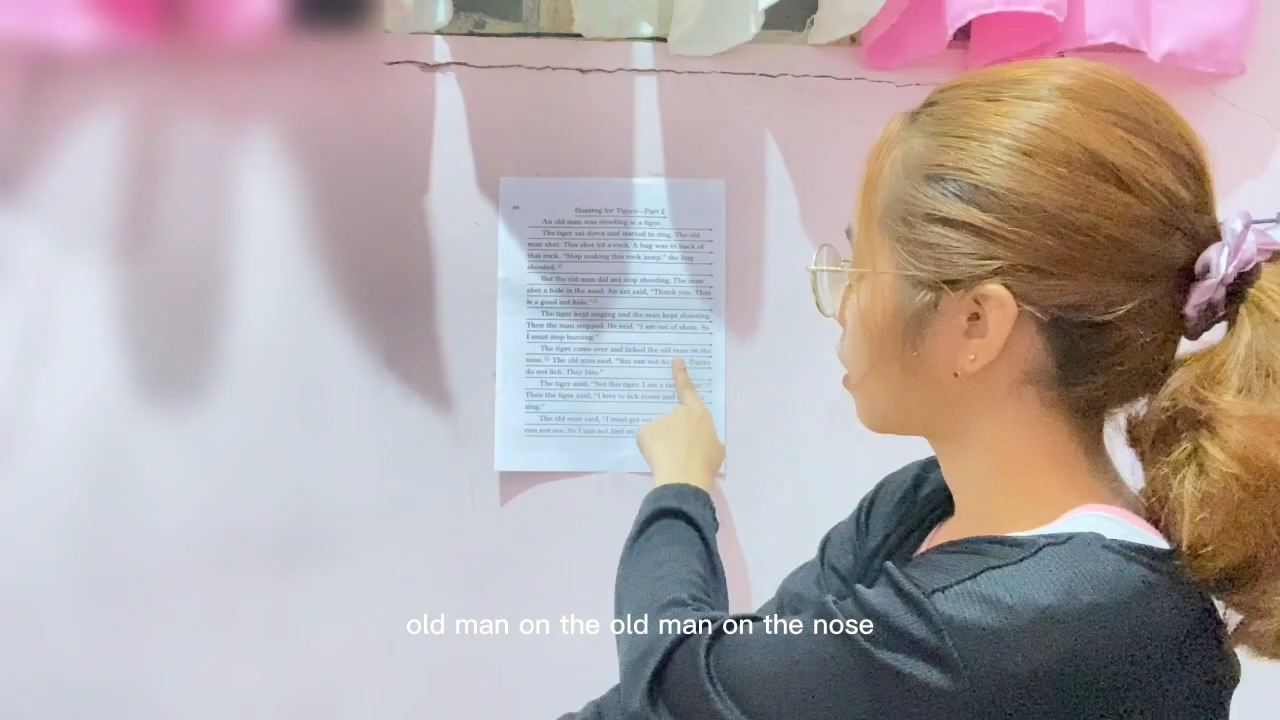 Hunting for Tigers—Part 2
An old man was shooting at a tiger.
The tiger sat down and started to sing. The old
man shot. This shot hit a rock. A bug was in back of
that rock. "Stop making this rock jump," the bug
shouted.
But the old man did not stop shooting. The man
shot a hole in the sand. An ant said, "Thank you. That
is a good ant hole."
The tiger kept singing and the man kept shooting.
Then the man stopped. He said, "I am out of shots. So
I must stop hunting."
The tiger came over and licked the old man on the
nose. The old man said, "You can not do Tigers
do not lick. They bite."
The tiger said, "Not this tiger. I am a
Then the tiger said, "I love to lick noses and
sing."
The old man said, "I must get
can not see. So I can not find my
old man on the old man on the nose